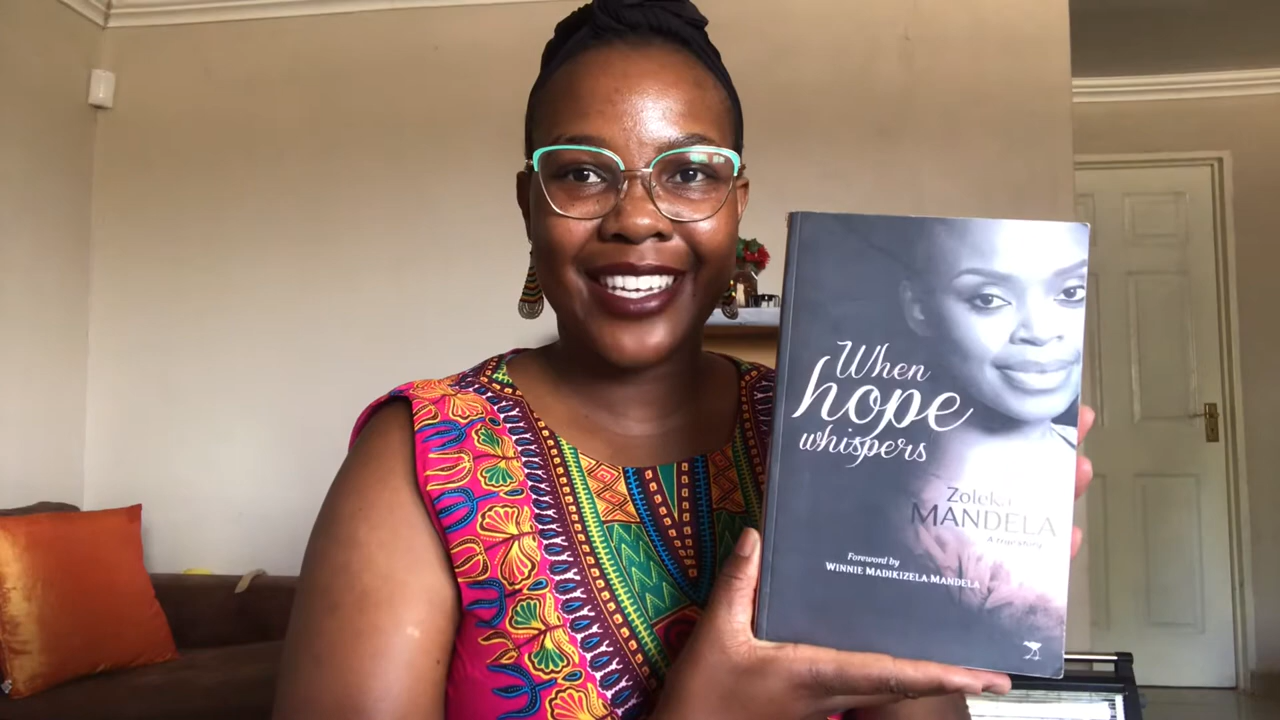 When
hope
whispers
Zoleka
MANDELA
A true story
Foreword by
WINNIE MADIKIZELA-MANDELA